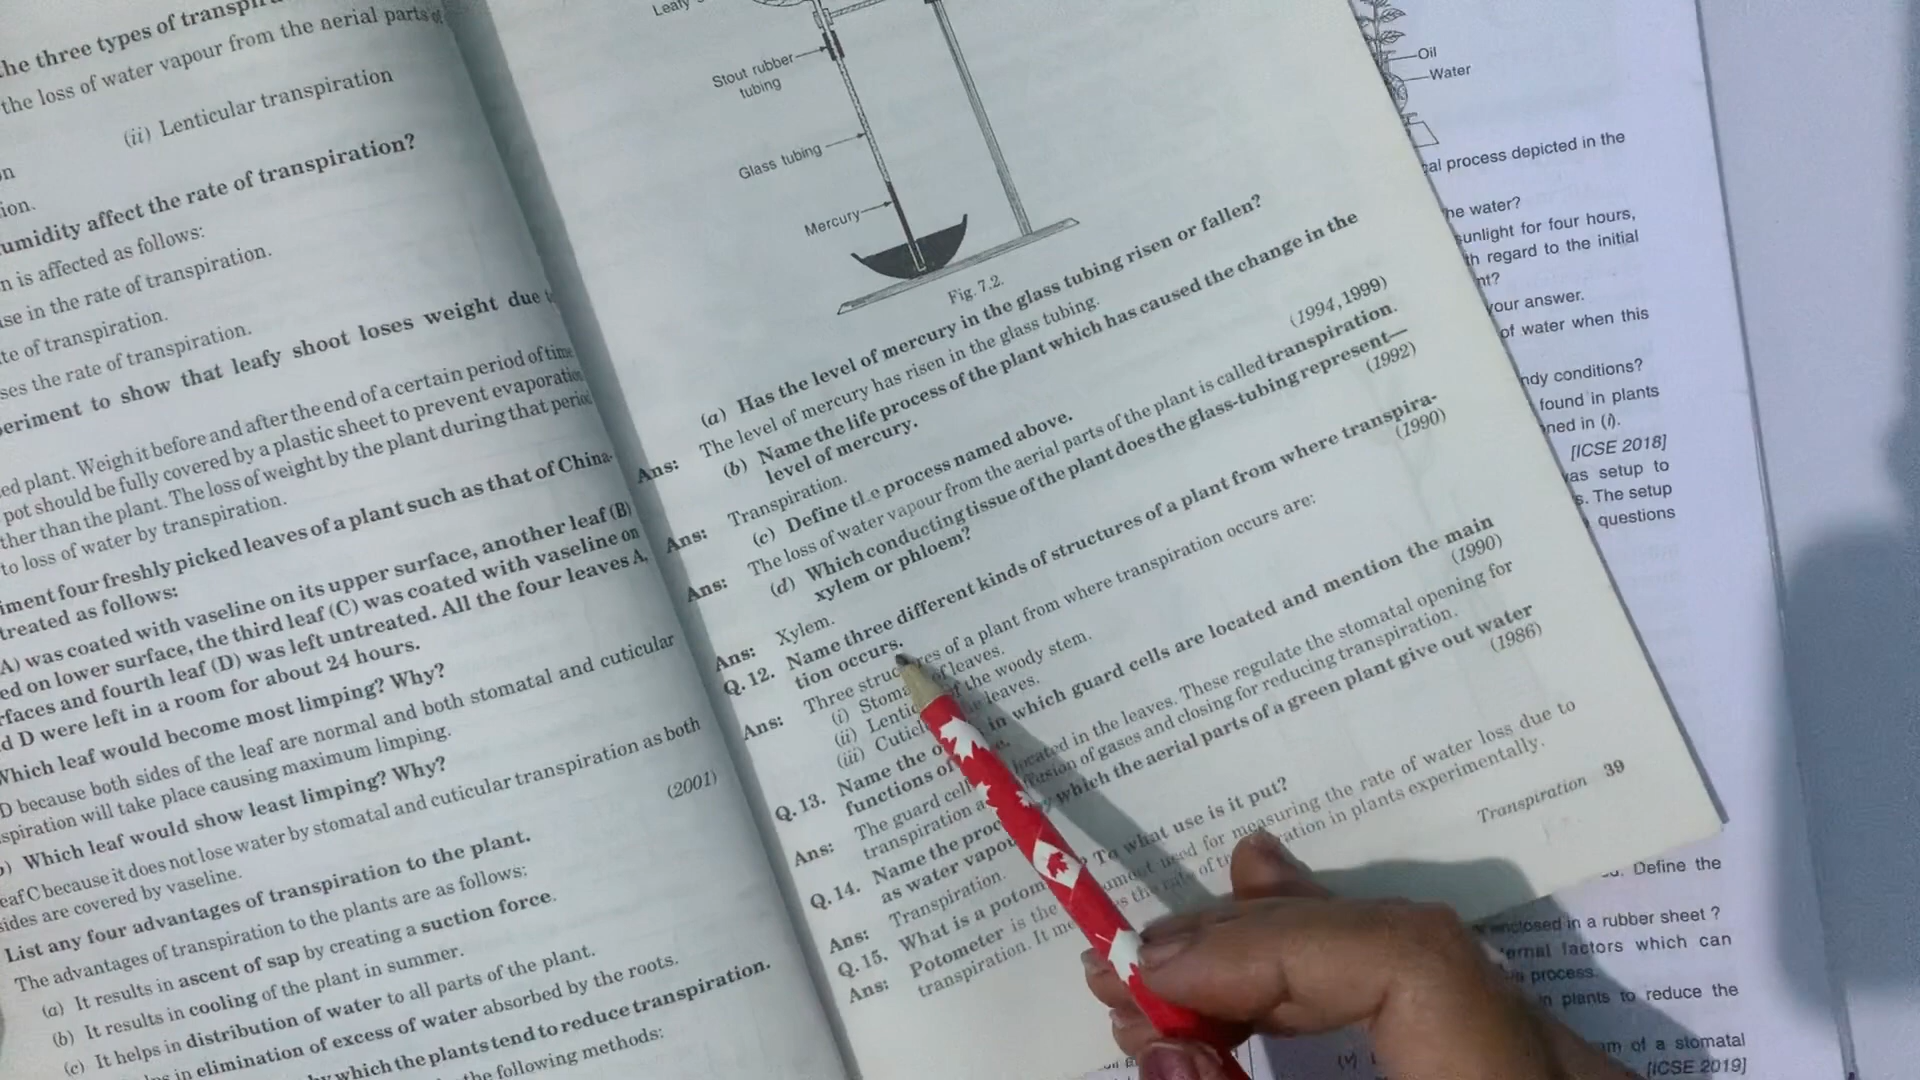 the three types of
the loss of water vapour from the aerial parts of
(ii) Lenticular transpiration
ion.
umidity affect the rate of transpiration?
n is affected as follows:
se in the rate of transpiration.
te of transpiration.
ses the rate of transpiration.
periment to show that leafy shoot loses weight due
ed plant. Weigh it before and after the end of a certain period of time
pot should be fully covered by a plastic sheet to prevent evaporation
ther than the plant. The loss of weight by the plant during that
to loss of water by transpiration.
iment four freshly picked leaves of a plant such as that of China-
treated as follows:
A) was coated with vaseline on its upper surface, another leaf (B)
ed on lower surface, the third leaf (C) was coated with vaseline on
rfaces and fourth leaf (D) was left untreated. All the four leaves A,
d D were left in a room for about 24 hours.
Which leaf would become most limping? Why?
D because both sides of the leaf are normal and both stomatal and cuticular
spiration will take place causing maximum limping.
) Which leaf would show least limping? Why?
eaf C because it does not lose water by stomatal and cuticular transpiration as both
sides are covered by vaseline.
(2001)
List any four advantages of transpiration to the plant.
The advantages of transpiration to the plants are as follows:
(a) It results in ascent of sap by creating a suction force.
(b) It results in cooling of the plant in summer.
(c) It helps in distribution of water to all parts of the plant.
in elimination of excess of water absorbed by the roots.
by which the plants tend to reduce transpiration.
the following methods:
Leafy
Stout rubber
tubing
Glass tubing
Mercury
Fig. 7.2.
(a) Has the level of mercury in the glass tubing risen or fallen?
Ans: The level of mercury has risen in the glass tubing.
(b) Name the life process of the plant which has caused the change in the
level of mercury.
(1994, 1999)
Ans: Transpiration.
(c) Define the process named above.
Ans: The loss of water vapour from the aerial parts of the plant is called transpiration.
(d) Which conducting tissue of the plant does the glass-tubing represent—
xylem or phloem?
(1992)
Ans: Xylem.
Q. 12. Name three different kinds of structures of a plant from where transpira-
tion occurs.
(1990)
Ans: Three structures of a plant from where transpiration occurs are:
(i) Stoma of leaves.
(ii) Lenti of the woody stem.
(iii) Cuticle leaves.
Q. 13. Name the o in which guard cells are located and mention the main
functions of
(1990)
Ans: The guard cell located in the leaves. These regulate the stomatal opening for
transpiration a fusion of gases and closing for reducing transpiration.
Q. 14. Name the proc by which the aerial parts of a green plant give out water
as water vapou
(1986)
Ans: Transpiration.
Q. 15. What is a potom ? To what use is it put?
Ans: Potometer is the used for measuring the rate of water loss due to
transpiration. It me the rate of ration in plants experimentally.
Transpiration 39
Oil
Water
al process depicted in the
he water?
sunlight for four hours,
th regard to the initial
nt?
your answer.
of water when this
ndy conditions?
found in plants
ned in (i).
[ICSE 2018]
as setup to
s. The setup
questions
Define the
enclosed in a rubber sheet ?
ernal factors which can
process.
in plants to reduce the
am of a stomatal
[ICSE 2019]